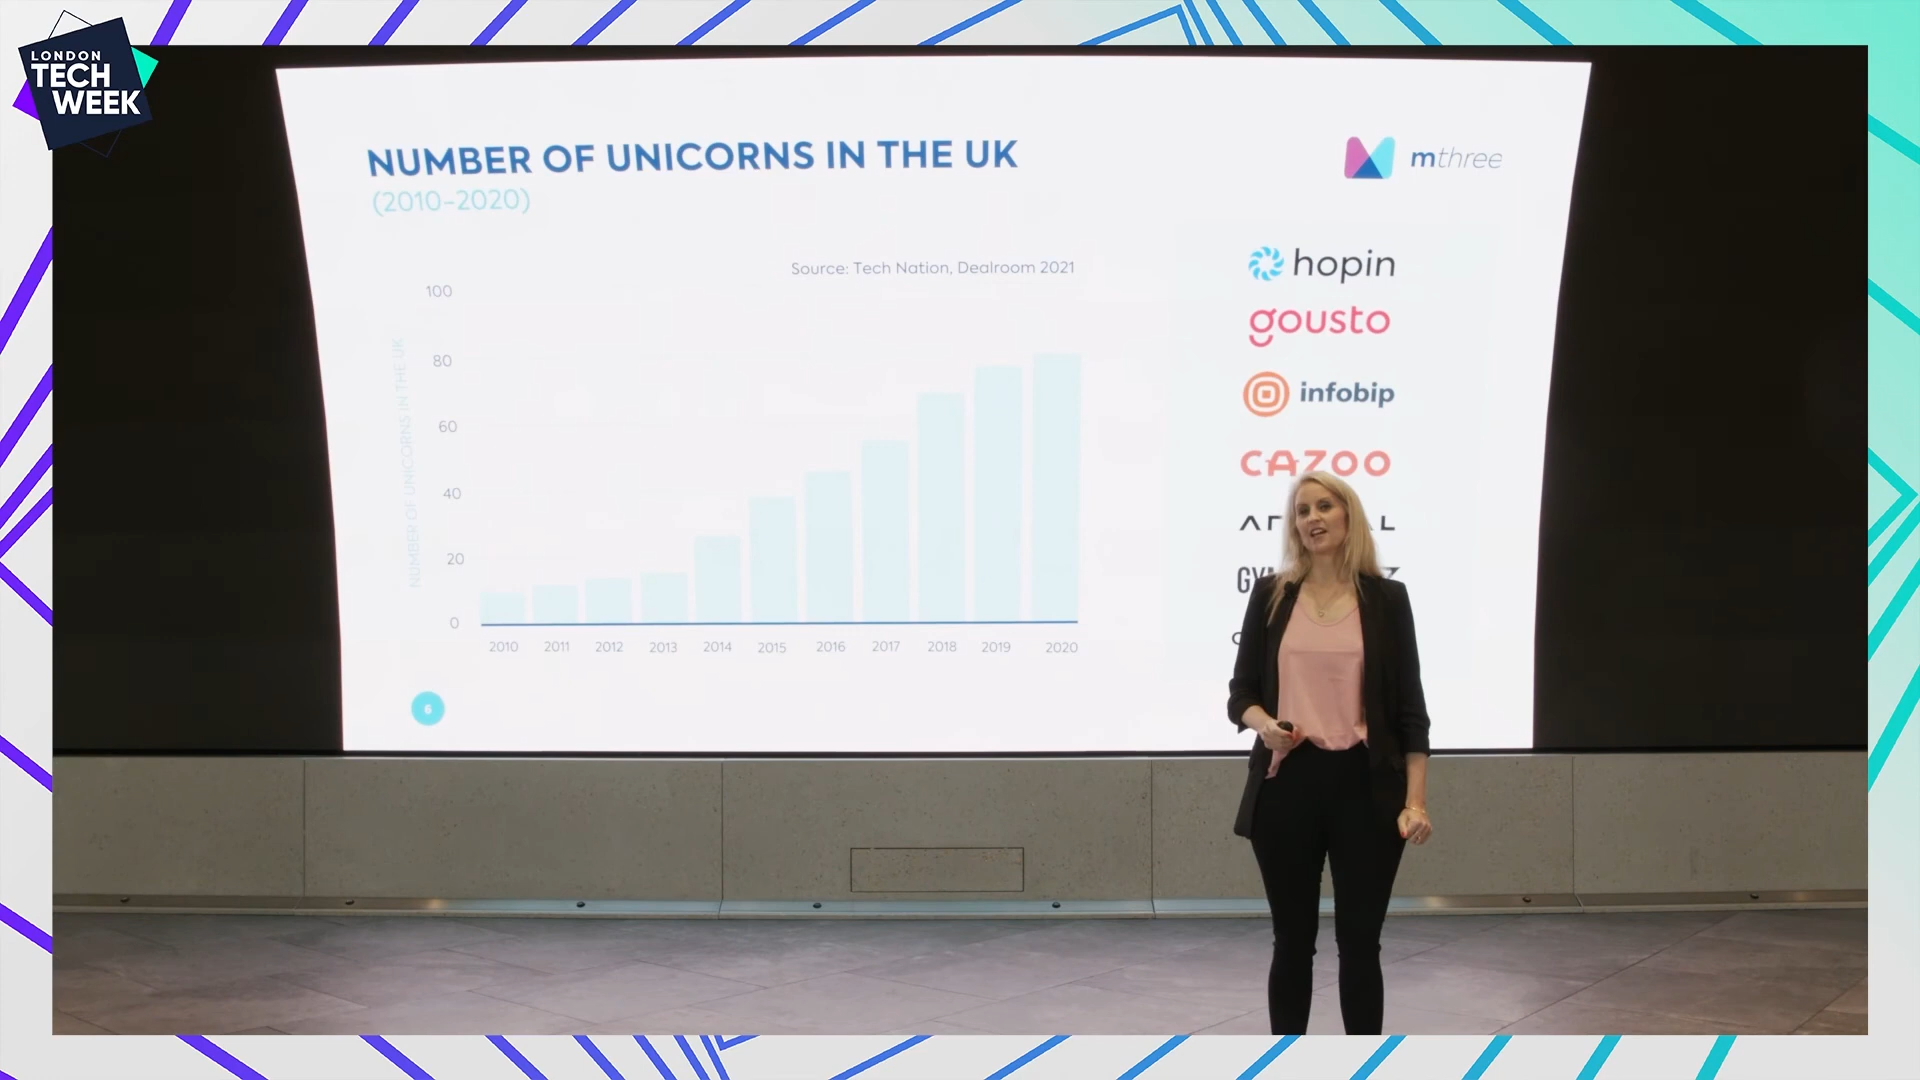 LONDON
TECH
WEEK
NUMBER OF UNICORNS IN THE UK
(2010-2020)
mthree
Source: Tech Nation, Dealroom 2021
NUMBER OF UNICORNS IN THE UK
100
80
60
40
20
0
2010 2011 2012 2013 2014 2015 2016 2017 2018 2019 2020
6
hopin
gousto
infobip
CAZOO